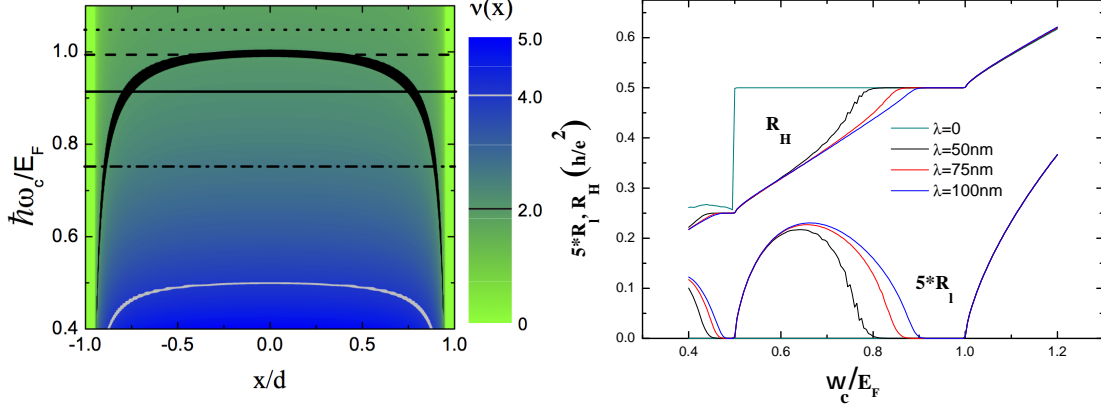 ν(x)
5.0
4.0
2.0
0
1.0
0.8
0.6
0.4
ħω_c/E_F
-1.0
-0.5
0.0
0.5
1.0
x/d
0.6
0.5
0.4
0.3
0.2
0.1
0.0
5*R_l, R_H (h/e^2)
R_H
λ=0
λ=50nm
λ=75nm
λ=100nm
5*R_l
0.4
0.6
0.8
1.0
1.2
w_c/E_F